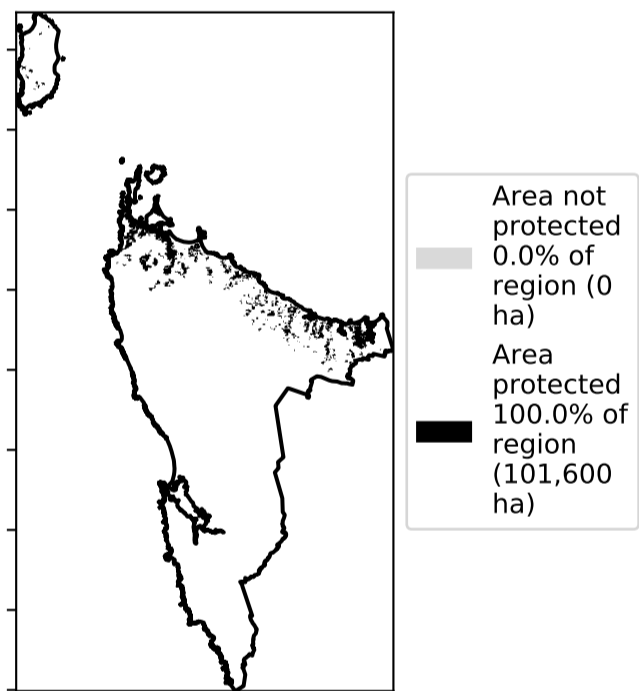 Area not
protected
0.0% of
region (0
ha)
Area
protected
100.0% of
region
(101,600
ha)